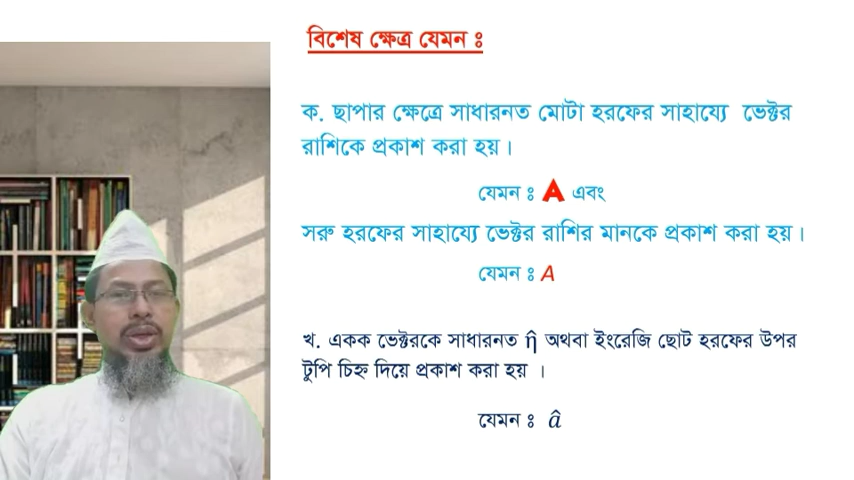 বিশেষ ক্ষেত্র যেমন ঃ
ক. ছাপার ক্ষেত্রে সাধারনত মোটা হরফের সাহায্যে ভেক্টর
রাশিকে প্রকাশ করা হয়।
যেমন ঃ A এবং
সরু হরফের সাহায্যে ভেক্টর রাশির মানকে প্রকাশ করা হয়।
যেমন ঃ A
খ. একক ভেক্টরকে সাধারনত η̂ অথবা ইংরেজি ছোট হরফের উপর
টুপি চিহ্ন দিয়ে প্রকাশ করা হয় ।
যেমন ঃ â